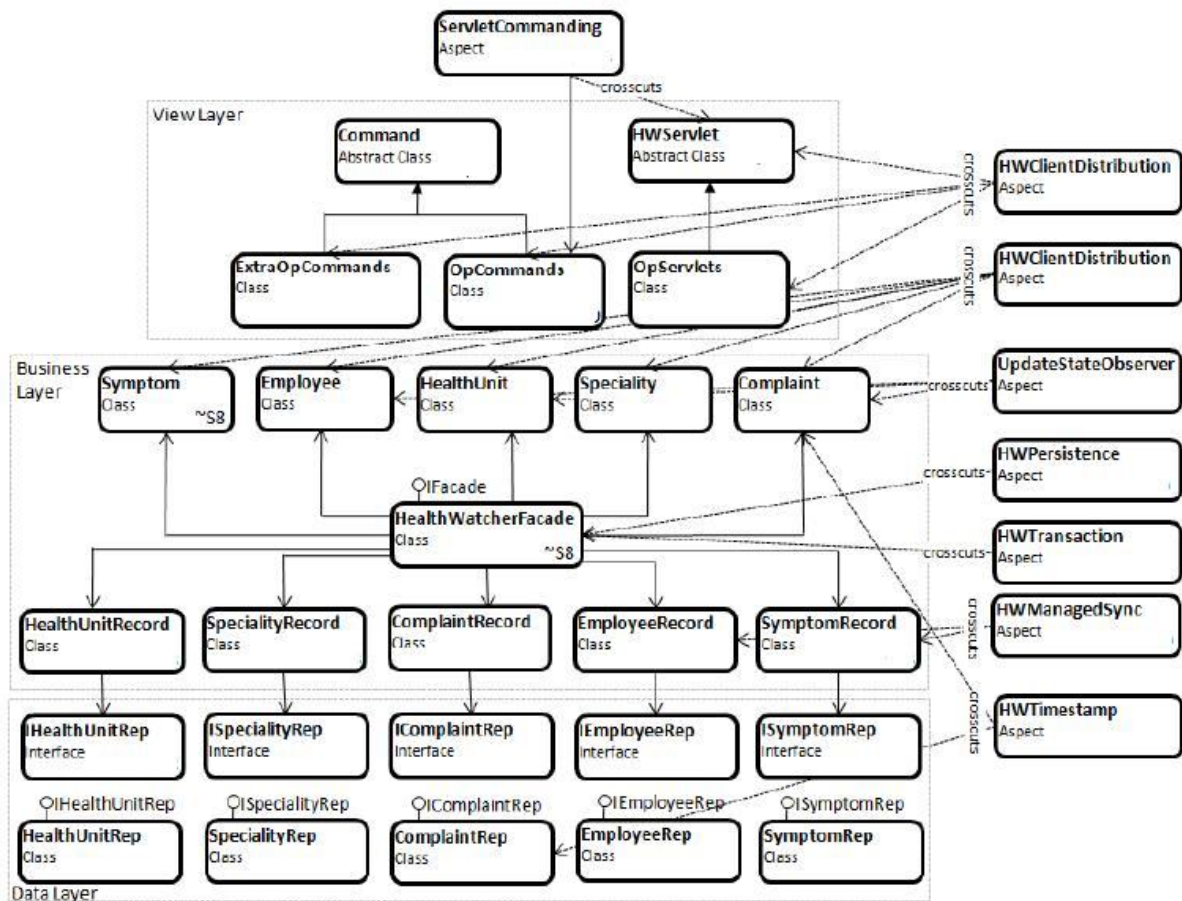 ServletCommanding
Aspect
crosscuts
View Layer
Command
Abstract Class
HWServlet
Abstract Class
crosscuts
HWClientDistribution
Aspect
ExtraOpCommands
Class
OpCommands
Class
OpServlets
Class
crosscuts
HWClientDistribution
Aspect
Business
Layer
Symptom
Class
~S8
Employee
Class
HealthUnit
Class
Speciality
Class
Complaint
Class
crosscuts
UpdateStateObserver
Aspect
IFacade
HealthWatcherFacade
Class
~S8
crosscuts
HWPersistence
Aspect
crosscuts
HWTransaction
Aspect
HealthUnitRecord
Class
SpecialityRecord
Class
ComplaintRecord
Class
EmployeeRecord
Class
SymptomRecord
Class
crosscuts
HWManagedSync
Aspect
IHealthUnitRep
Interface
ISpecialityRep
Interface
IComplaintRep
Interface
IEmployeeRep
Interface
ISymptomRep
Interface
crosscuts
HWTimestamp
Aspect
IHealthUnitRep
HealthUnitRep
Class
ISpecialityRep
SpecialityRep
Class
IComplaintRep
ComplaintRep
Class
IEmployeeRep
EmployeeRep
Class
ISymptomRep
SymptomRep
Class
Data Layer